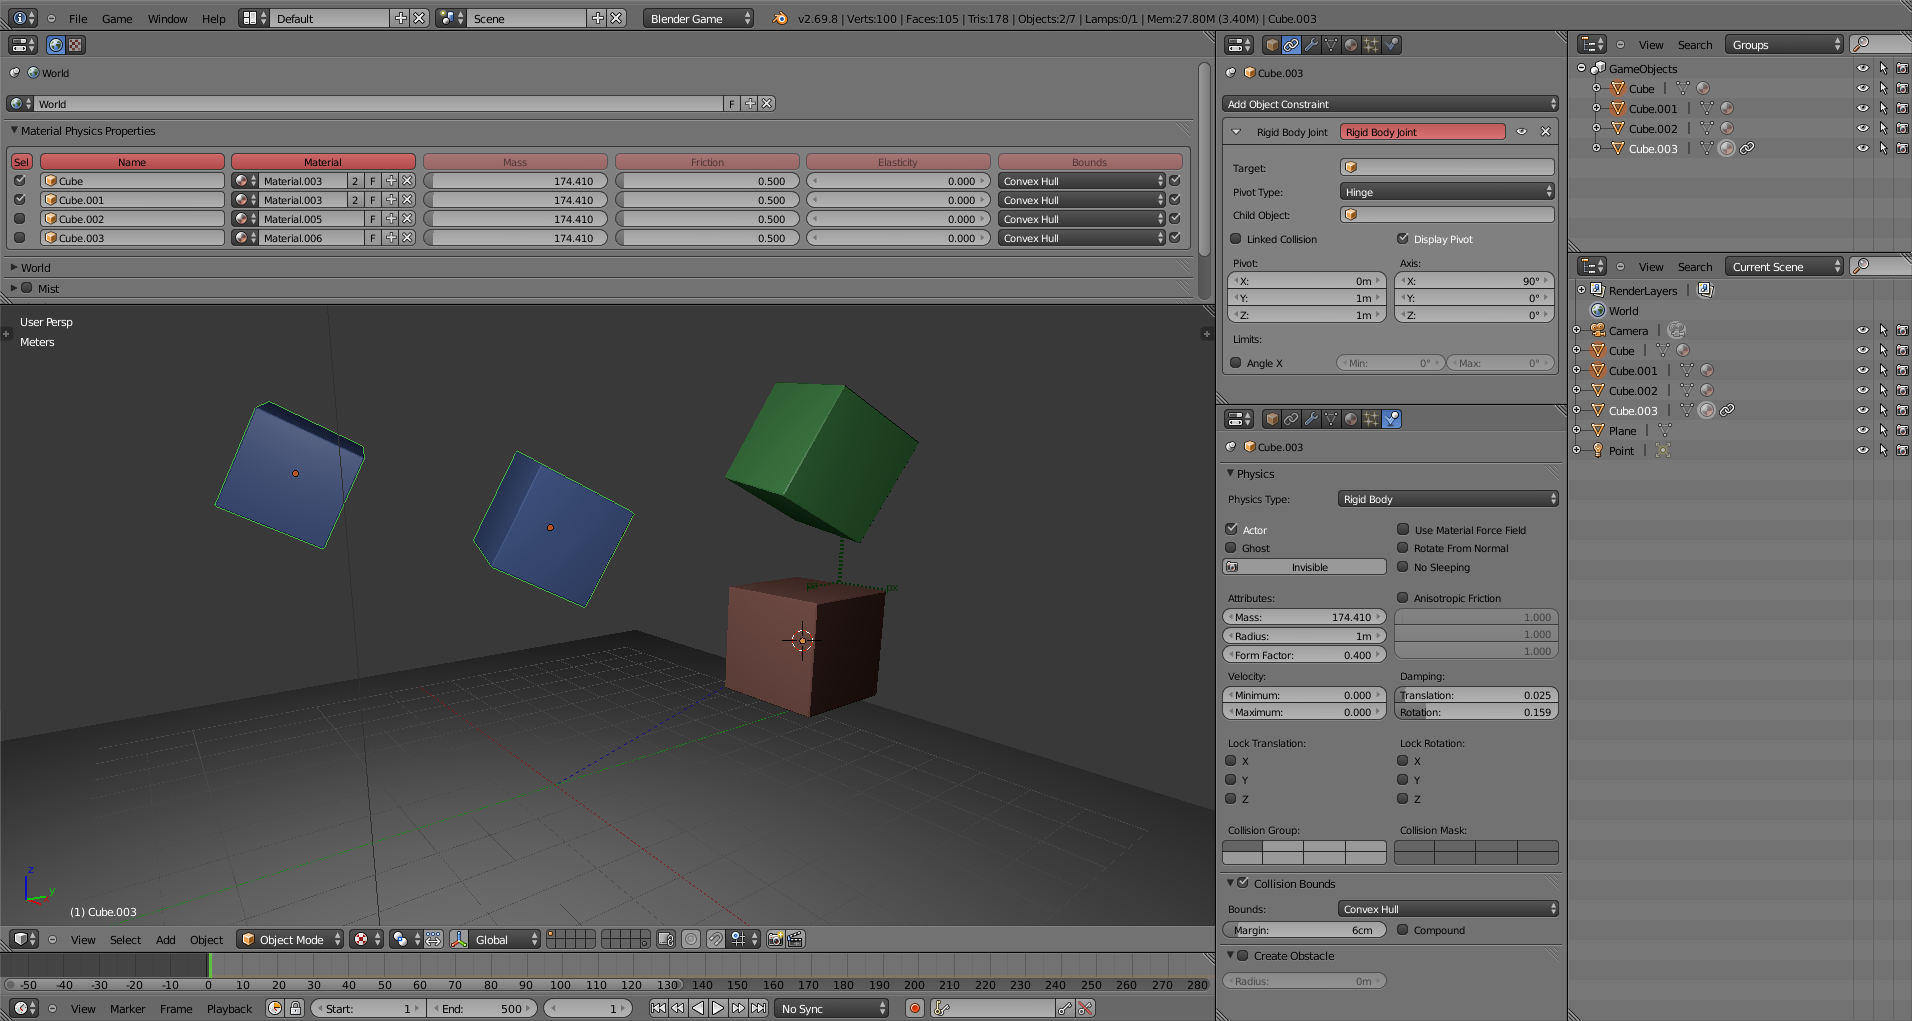 File Game Window Help Default Scene Blender Game v2.69.8 | Verts:100 | Faces:105 | Tris:178 | Objects:2/7 | Lamps:0/1 | Mem:27.80M (3.40M) | Cube.003
World
World F
Material Physics Properties
Sel Name Material Mass Friction Elasticity Bounds
Cube Material.003 2 F 174.410 0.500 0.000 Convex Hull
Cube.001 Material.003 2 F 174.410 0.500 0.000 Convex Hull
Cube.002 Material.005 F 174.410 0.500 0.000 Convex Hull
Cube.003 Material.006 F 174.410 0.500 0.000 Convex Hull
World
Mist
User Persp
Meters
px
z
y
(1) Cube.003
View Select Add Object Object Mode Global
-50 -40 -30 -20 -10 0 10 20 30 40 50 60 70 80 90 100 110 120 130 140 150 160 170 180 190 200 210 220 230 240 250 260 270 280
View Marker Frame Playback Start: 1 End: 500 1 No Sync
Cube.003
Add Object Constraint
Rigid Body Joint Rigid Body Joint
Target:
Pivot Type: Hinge
Child Object:
Linked Collision Display Pivot
Pivot: Axis:
X: 0m X: 90°
Y: 1m Y: 0°
Z: 1m Z: 0°
Limits:
Angle X Min: 0° Max: 0°
Cube.003
Physics
Physics Type: Rigid Body
Actor Use Material Force Field
Ghost Rotate From Normal
Invisible No Sleeping
Attributes: Anisotropic Friction
Mass: 174.410 1.000
Radius: 1m 1.000
Form Factor: 0.400 1.000
Velocity: Damping:
Minimum: 0.000 Translation: 0.025
Maximum: 0.000 Rotation: 0.159
Lock Translation: Lock Rotation:
X X
Y Y
Z Z
Collision Group: Collision Mask:
Collision Bounds
Bounds: Convex Hull
Margin: 6cm Compound
Create Obstacle
Radius: 0m
View Search Groups
GameObjects
Cube
Cube.001
Cube.002
Cube.003
View Search Current Scene
RenderLayers
World
Camera
Cube
Cube.001
Cube.002
Cube.003
Plane
Point